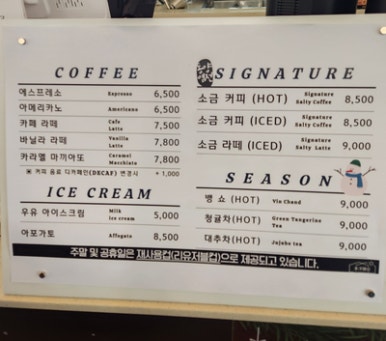 COFFEE
에스프레소 Espresso 6,500
아메리카노 Americano 6,500
카페 라떼 Cafe Latte 7,500
바닐라 라떼 Vanilla Latte 7,800
카라멜 마끼아또 Caramel Macchiato 7,800
커피 음료 디카페인(DECAF) 변경시 + 1,000
ICE CREAM
우유 아이스크림 Milk Ice cream 5,000
아포가토 Affogato 8,500
SIGNATURE
소금 커피 (HOT) Signature Salty Coffee 8,500
소금 커피 (ICED) Signature Salty Coffee 8,500
소금 라떼 (ICED) Signature Salty Latte 9,000
SEASON
뱅 쇼 (HOT) Vin Chaud 9,000
청귤차(HOT) Green Tangerine Tea 9,000
대추차(HOT) Jujube tea 9,000
주말 및 공휴일은 재사용컵(리유저블컵)으로 제공되고 있습니다.